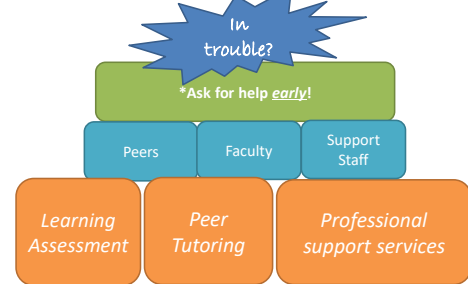 In
trouble?
*Ask for help early!
Peers
Faculty
Support
Staff
Learning
Assessment
Peer
Tutoring
Professional
support services